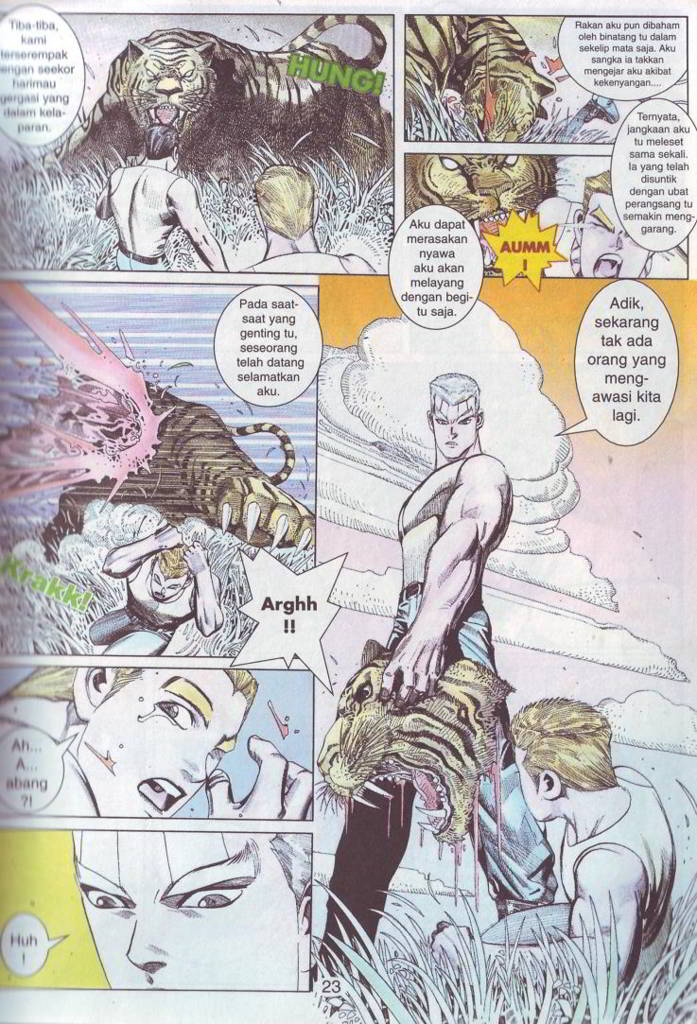 Tiba-tiba,
kami
terserempak
dengan seekor
harimau
gergasi yang
dalam kela-
paran.
HUNG!
Rakan aku pun dibaham
oleh binatang tu dalam
sekelip mata saja. Aku
sangka ia takkan
mengejar aku akibat
kekenyangan....
Ternyata,
jangkaan aku
tu meleset
sama sekali.
Ia yang telah
disuntik
dengan ubat
perangsang tu
semakin meng-
garang.
AUMM
!
Aku dapat
merasakan
nyawa
aku akan
melayang
dengan begi-
tu saja.
Pada saat-
saat yang
genting tu,
seseorang
telah datang
selamatkan
aku.
Krakk!
Arghh
!!
Adik,
sekarang
tak ada
orang yang
meng-
awasi kita
lagi.
Ah...
A...
abang
?!
Huh
!
23